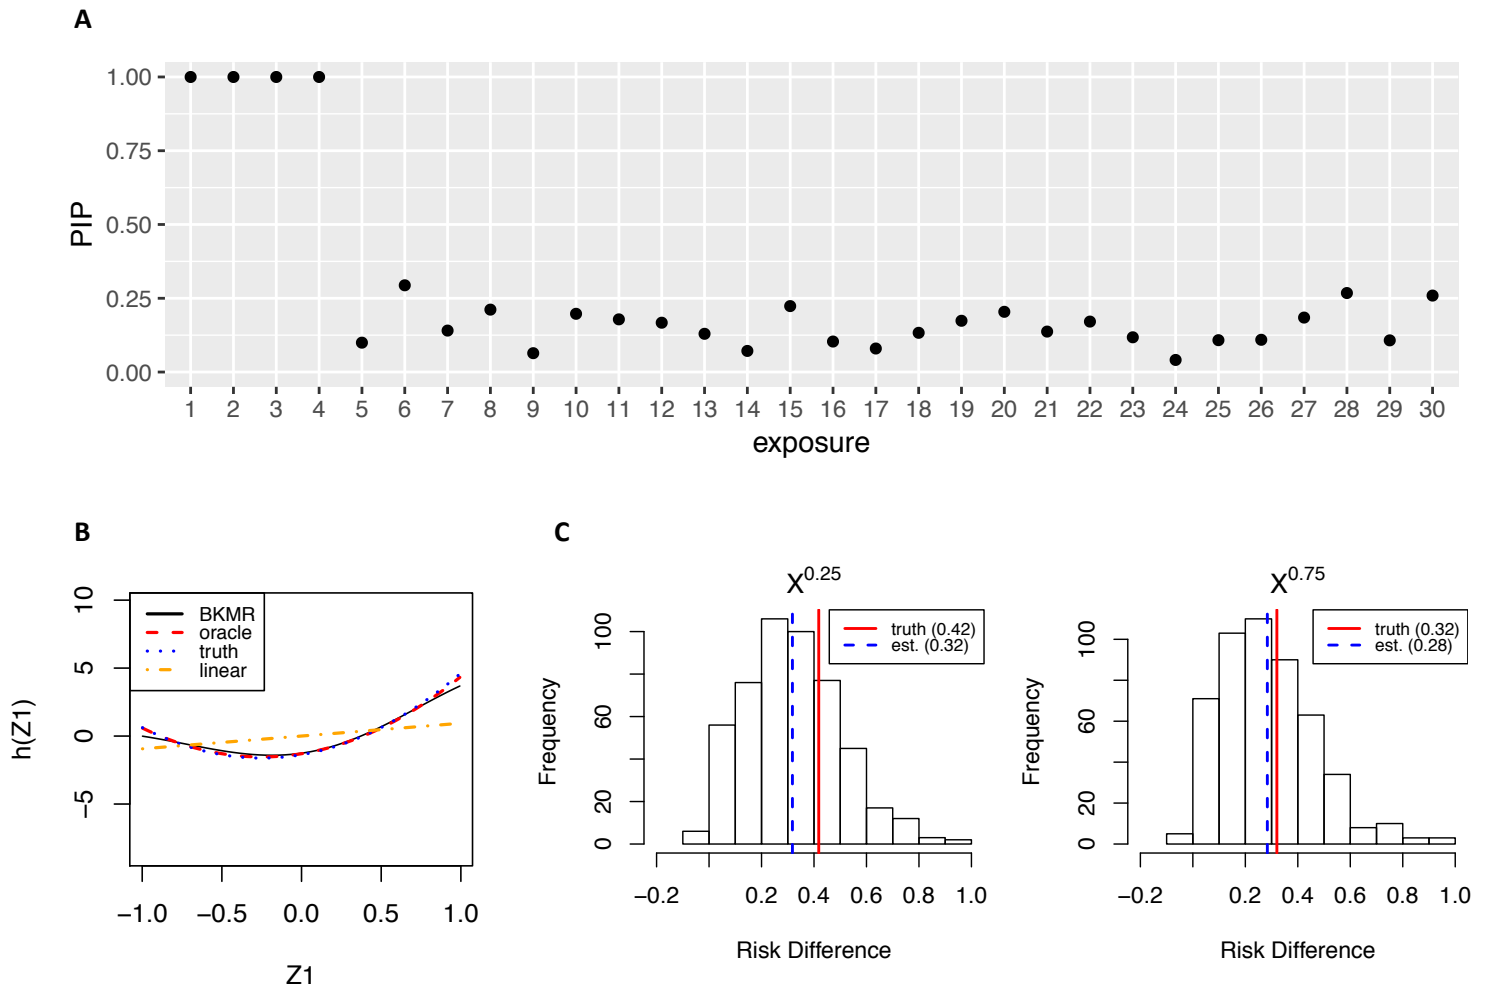 A
PIP
1.00
0.75
0.50
0.25
0.00
1 2 3 4 5 6 7 8 9 10 11 12 13 14 15 16 17 18 19 20 21 22 23 24 25 26 27 28 29 30
exposure
B
h(Z1)
10
5
0
−5
BKMR
oracle
truth
linear
−1.0 −0.5 0.0 0.5 1.0
Z1
C
X^0.25
Frequency
100
60
20
0
truth (0.42)
est. (0.32)
−0.2 0.2 0.4 0.6 0.8 1.0
Risk Difference
X^0.75
Frequency
100
60
20
0
truth (0.32)
est. (0.28)
−0.2 0.2 0.4 0.6 0.8 1.0
Risk Difference